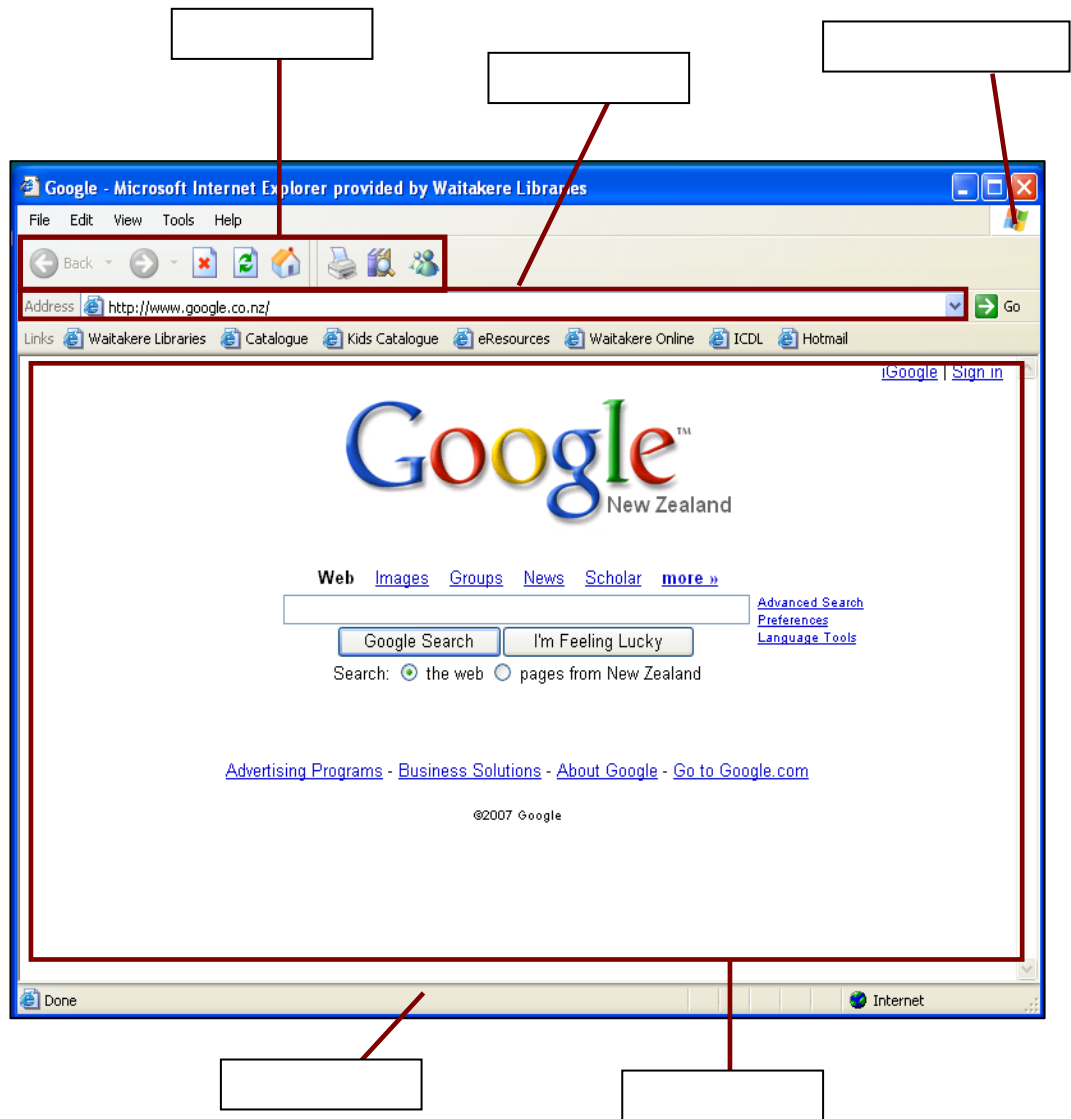 Google - Microsoft Internet Explorer provided by Waitakere Libraries
File Edit View Tools Help
Back
Address http://www.google.co.nz/ Go
Links Waitakere Libraries Catalogue Kids Catalogue eResources Waitakere Online ICDL Hotmail
iGoogle | Sign in
Google™
New Zealand
Web Images Groups News Scholar more »
Advanced Search
Preferences
Language Tools
Google Search I'm Feeling Lucky
Search: the web pages from New Zealand
Advertising Programs - Business Solutions - About Google - Go to Google.com
©2007 Google
Done Internet